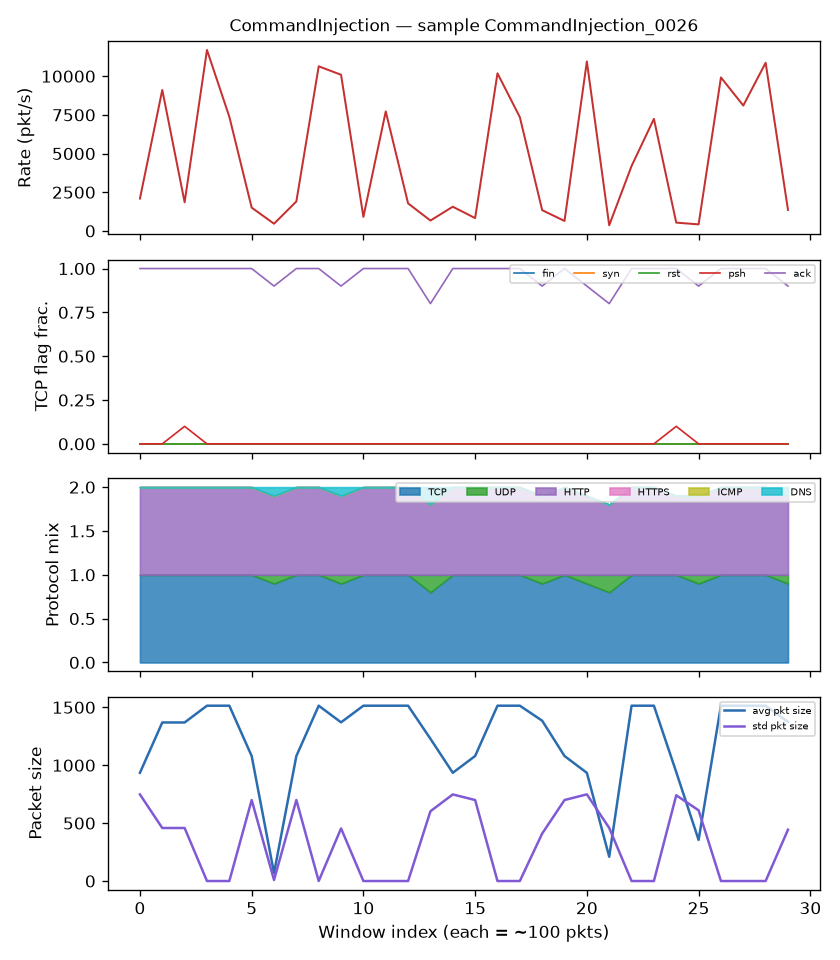 CommandInjection — sample CommandInjection_0026
Rate (pkt/s)
10000
7500
5000
2500
0
TCP flag frac.
1.00
0.75
0.50
0.25
0.00
fin syn rst psh ack
Protocol mix
2.0
1.5
1.0
0.5
0.0
TCP UDP HTTP HTTPS ICMP DNS
Packet size
1500
1000
500
0
avg pkt size
std pkt size
0 5 10 15 20 25 30
Window index (each = ~100 pkts)